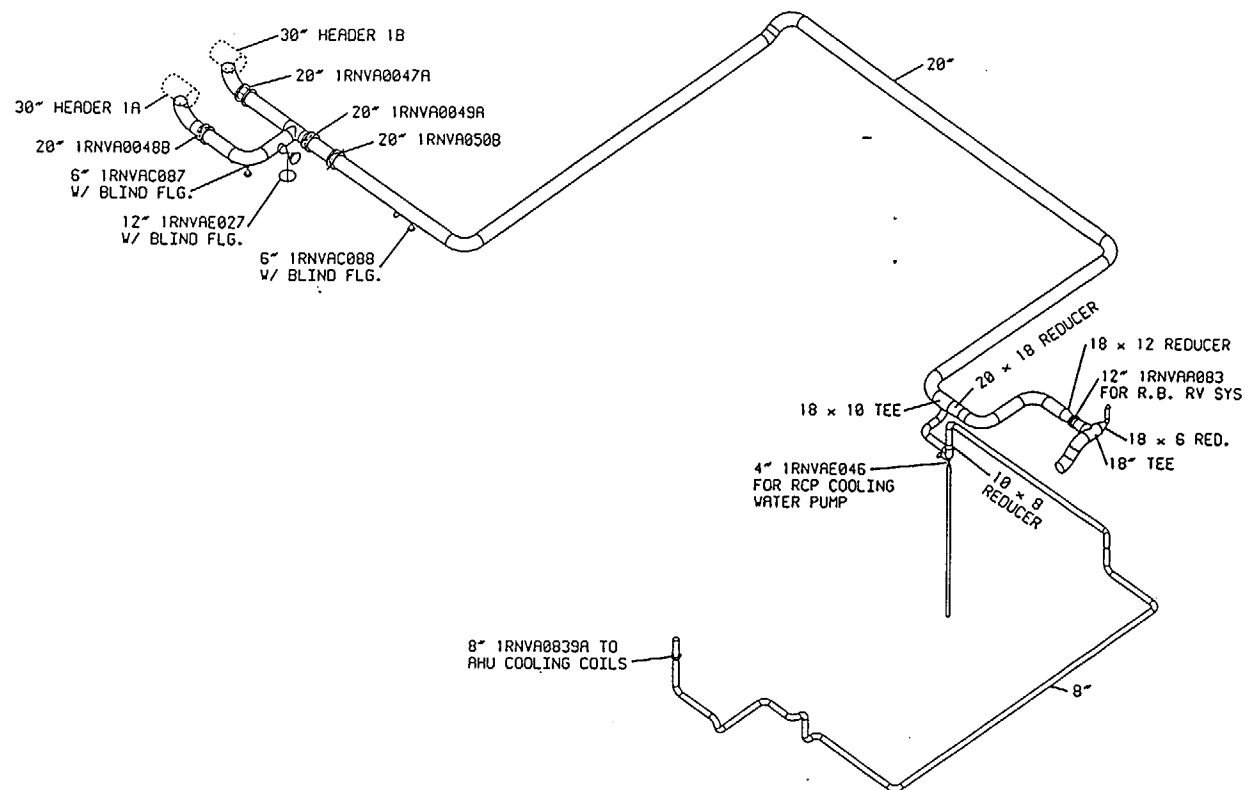 30" HEADER 1B
20" 1RNVA0047A
20"
30" HEADER 1A
20" 1RNVA0049A
20" 1RNVA050B
20" 1RNVA0048B
6" 1RNVAC087
W/ BLIND FLG.
12" 1RNVAE027
W/ BLIND FLG.
6" 1RNVAC088
W/ BLIND FLG.
20 x 18 REDUCER
18 x 12 REDUCER
12" 1RNVAA083
FOR R.B. RV SYS
18 x 10 TEE
18 x 6 RED.
18" TEE
4" 1RNVAE046
FOR RCP COOLING
WATER PUMP
10 x 8
REDUCER
8" 1RNVA0839A TO
AHU COOLING COILS
8"